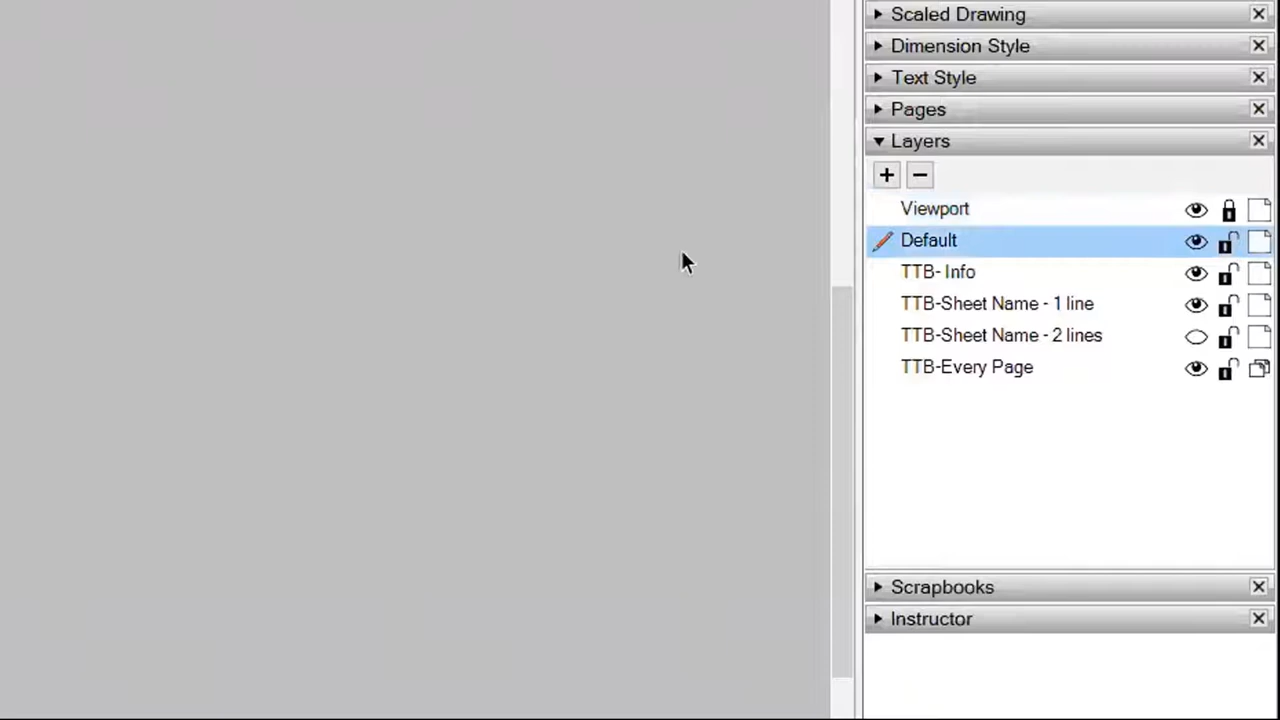 Scaled Drawing
Dimension Style
Text Style
Pages
Layers
Viewport
Default
TTB- Info
TTB-Sheet Name - 1 line
TTB-Sheet Name - 2 lines
TTB-Every Page
Scrapbooks
Instructor